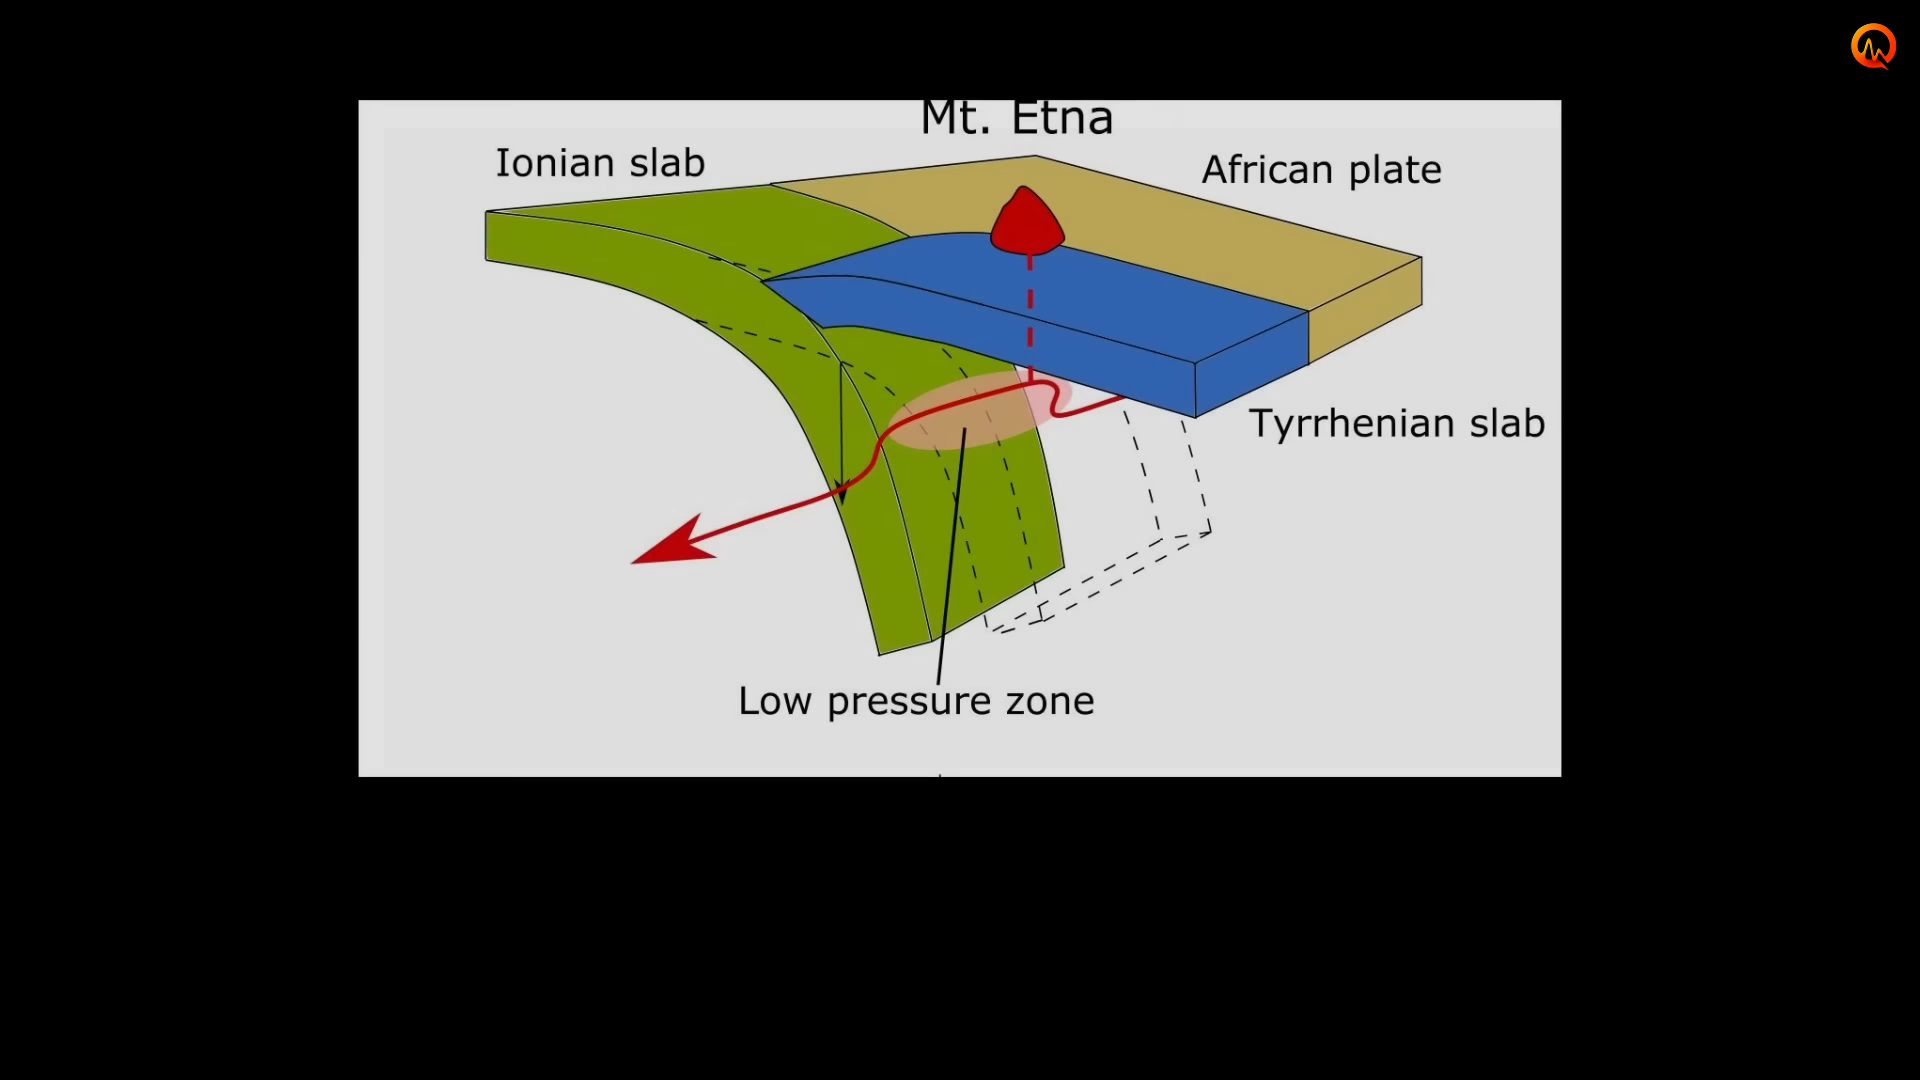 Mt. Etna
Ionian slab
African plate
Tyrrhenian slab
Low pressure zone